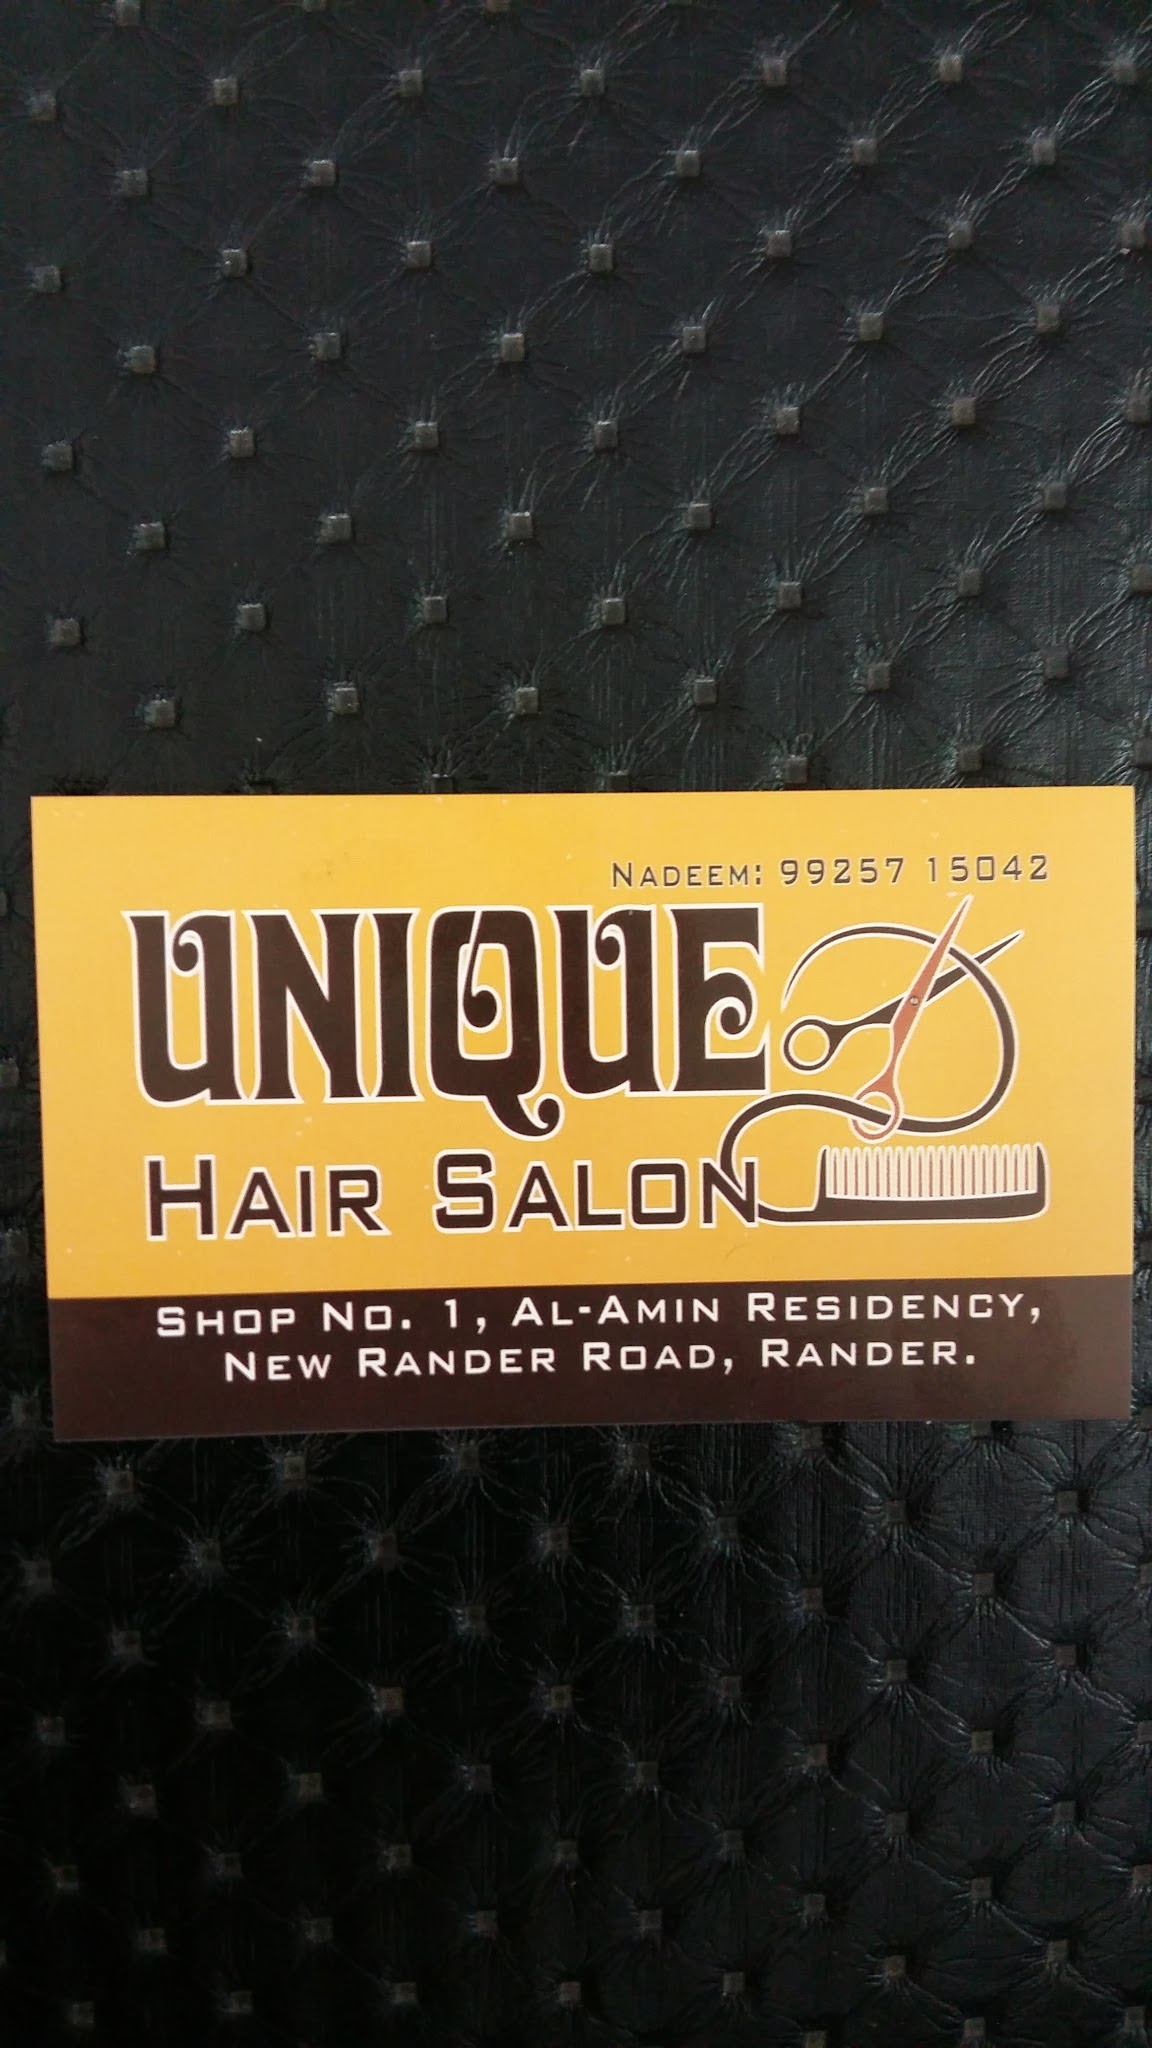 NADEEM: 99257 15042
UNIQUE
HAIR SALON
SHOP NO. 1, AL-AMIN RESIDENCY,
NEW RANDER ROAD, RANDER.